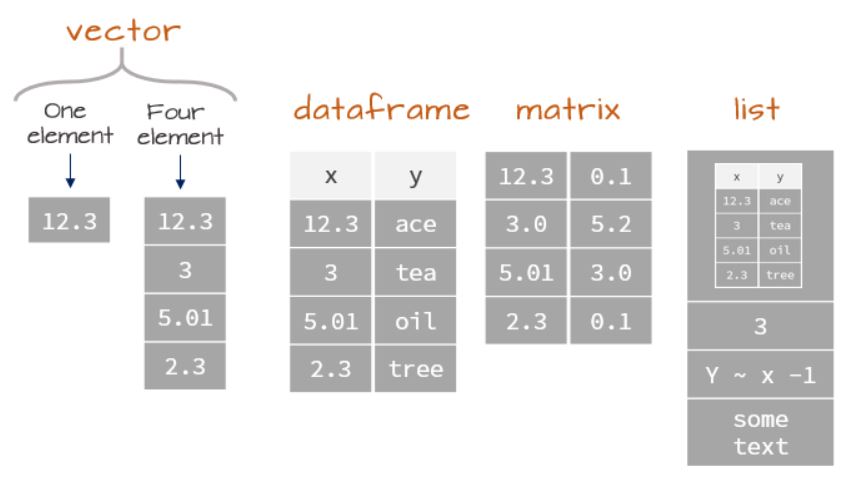 vector
One
element
Four
element
12.3
12.3
3
5.01
2.3
dataframe
x y
12.3 ace
3 tea
5.01 oil
2.3 tree
matrix
12.3 0.1
3.0 5.2
5.01 3.0
2.3 0.1
list
x y
12.3 ace
3 tea
5.01 oil
2.3 tree
3
Y ~ x -1
some
text